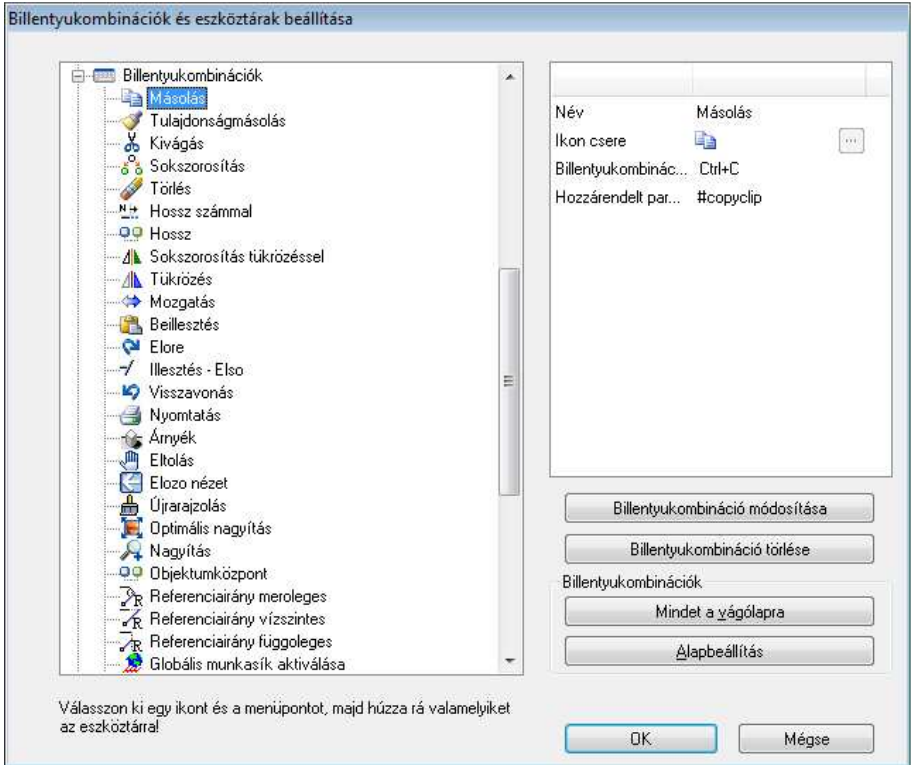 Billentyukombinációk és eszköztárak beállítása
Billentyukombinációk
Másolás
Tulajdonságmásolás
Kivágás
Sokszorosítás
Törlés
Hossz számmal
Hossz
Sokszorosítás tükrözéssel
Tükrözés
Mozgatás
Beillesztés
Elore
Illesztés - Elso
Visszavonás
Nyomtatás
Árnyék
Eltolás
Elozo nézet
Újrarajzolás
Optimális nagyítás
Nagyítás
Objektumközpont
Referenciairány meroleges
Referenciairány vízszintes
Referenciairány függoleges
Globális munkasík aktiválása
Név Másolás
Ikon csere ...
Billentyukombinác... Ctrl+C
Hozzárendelt par... #copyclip
Billentyukombináció módosítása
Billentyukombináció törlése
Billentyukombinációk
Mindet a vágólapra
Alapbeállítás
Válasszon ki egy ikont és a menüpontot, majd húzza rá valamelyiket
az eszköztárra!
OK Mégse